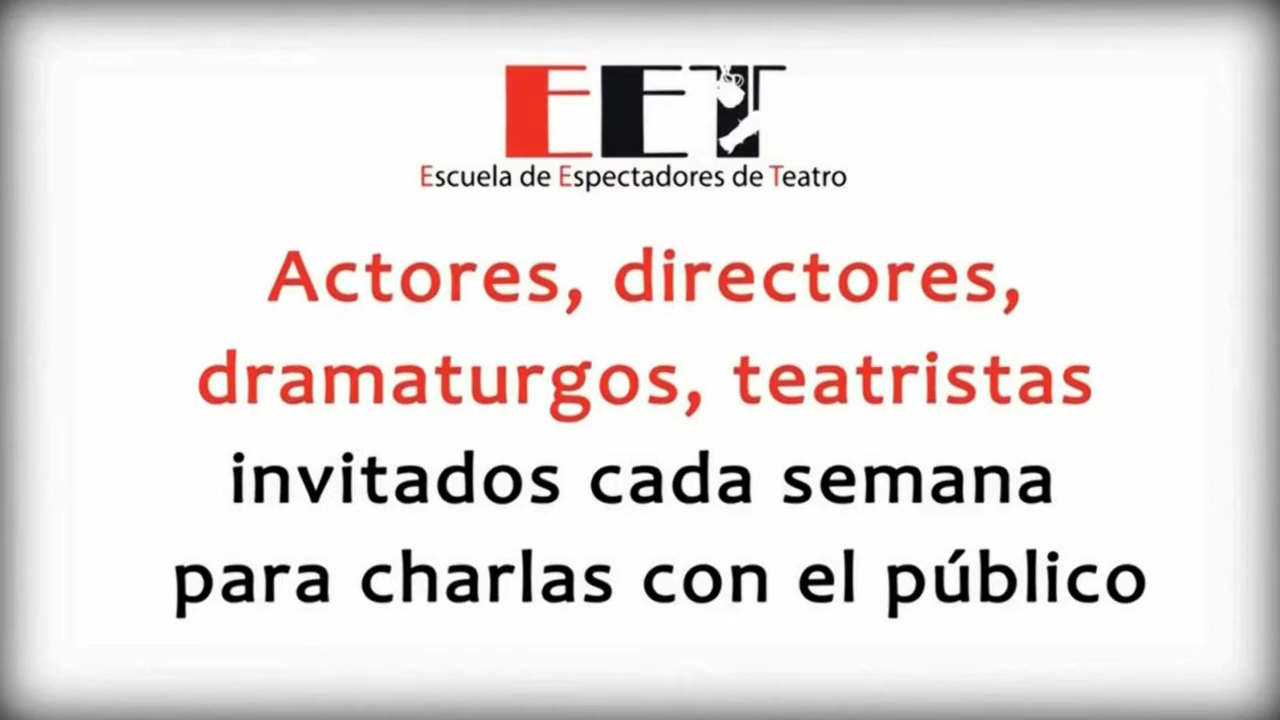 EET
Escuela de Espectadores de Teatro
Actores, directores,
dramaturgos, teatristas
invitados cada semana
para charlas con el público